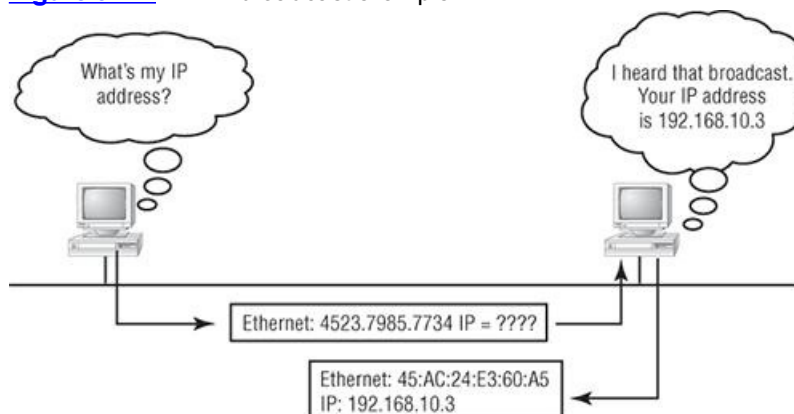 What's my IP
address?
I heard that broadcast.
Your IP address
is 192.168.10.3
Ethernet: 4523.7985.7734 IP = ????
Ethernet: 45:AC:24:E3:60:A5
IP: 192.168.10.3